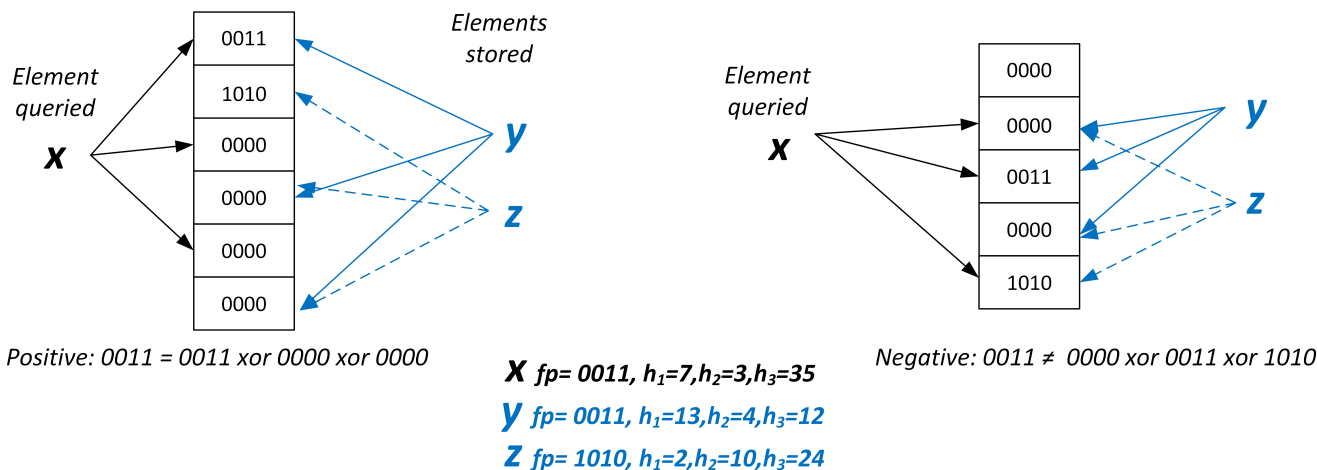 Element
queried
x
0011
1010
0000
0000
0000
0000
Elements
stored
y
z
Positive: 0011 = 0011 xor 0000 xor 0000
Element
queried
x
0000
0000
0011
0000
1010
y
z
Negative: 0011 ≠ 0000 xor 0011 xor 1010
x fp= 0011, h₁=7,h₂=3,h₃=35
y fp= 0011, h₁=13,h₂=4,h₃=12
z fp= 1010, h₁=2,h₂=10,h₃=24